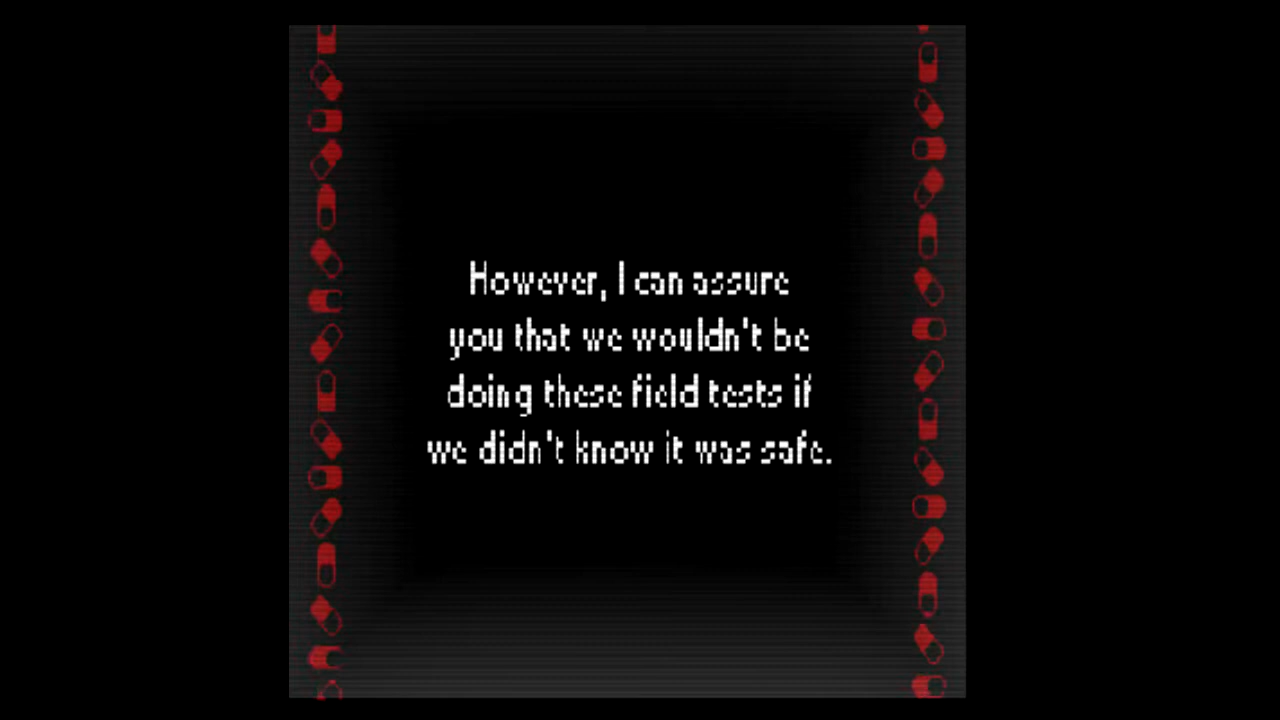 However, I can assure
you that we wouldn't be
doing these field tests if
we didn't know it was safe.